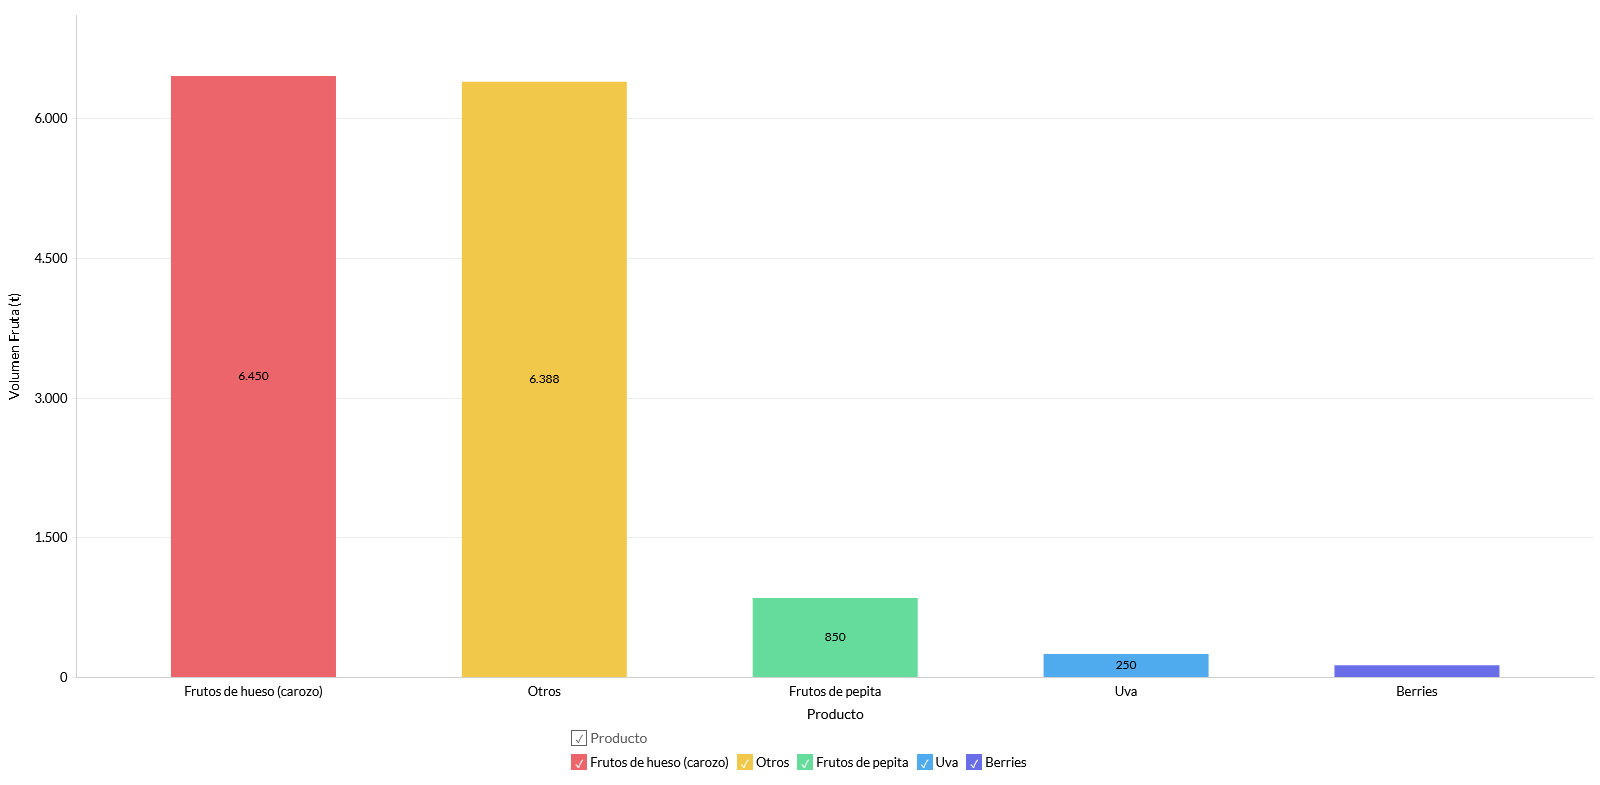 6.000
4.500
3.000
1.500
0
Volumen Fruta (t)
6.450
6.388
850
250
Frutos de hueso (carozo)
Otros
Frutos de pepita
Uva
Berries
Producto
Producto
Frutos de hueso (carozo) Otros Frutos de pepita Uva Berries